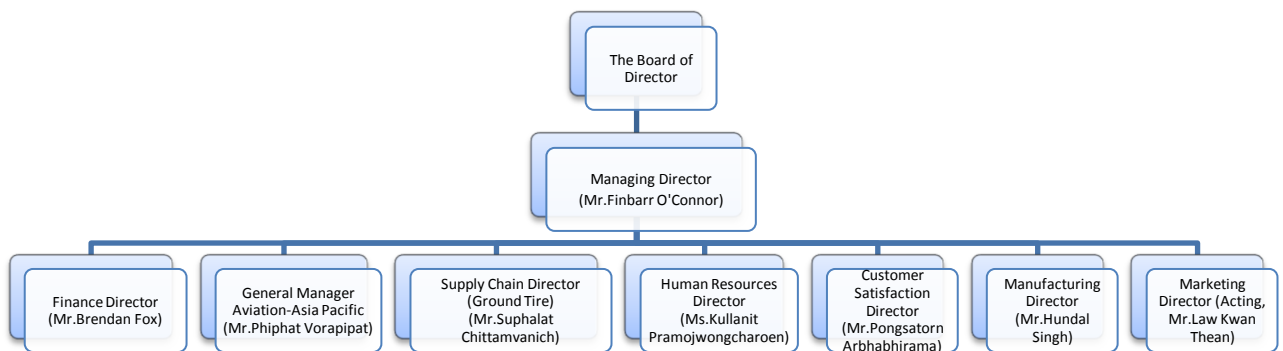 The Board of
Director
Managing Director
(Mr.Finbarr O'Connor)
Finance Director
(Mr.Brendan Fox)
General Manager
Aviation-Asia Pacific
(Mr.Phiphat Vorapipat)
Supply Chain Director
(Ground Tire)
(Mr.Suphalat
Chittamvanich)
Human Resources
Director
(Ms.Kullanit
Pramojwongcharoen)
Customer
Satisfaction
Director
(Mr.Pongsatorn
Arbhabhirama)
Manufacturing
Director
(Mr.Hundal
Singh)
Marketing
Director (Acting,
Mr.Law Kwan
Thean)